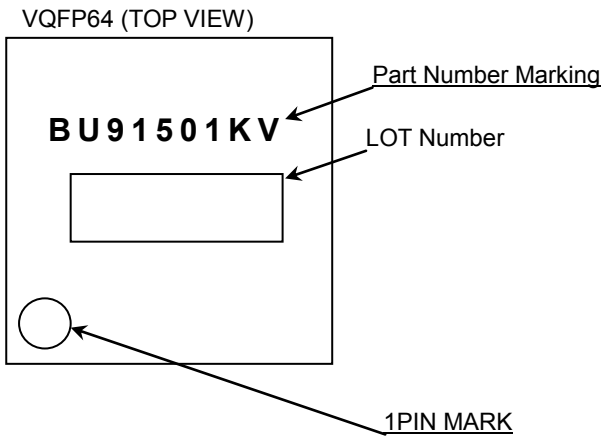 VQFP64 (TOP VIEW)
Part Number Marking
BU91501KV
LOT Number
1PIN MARK